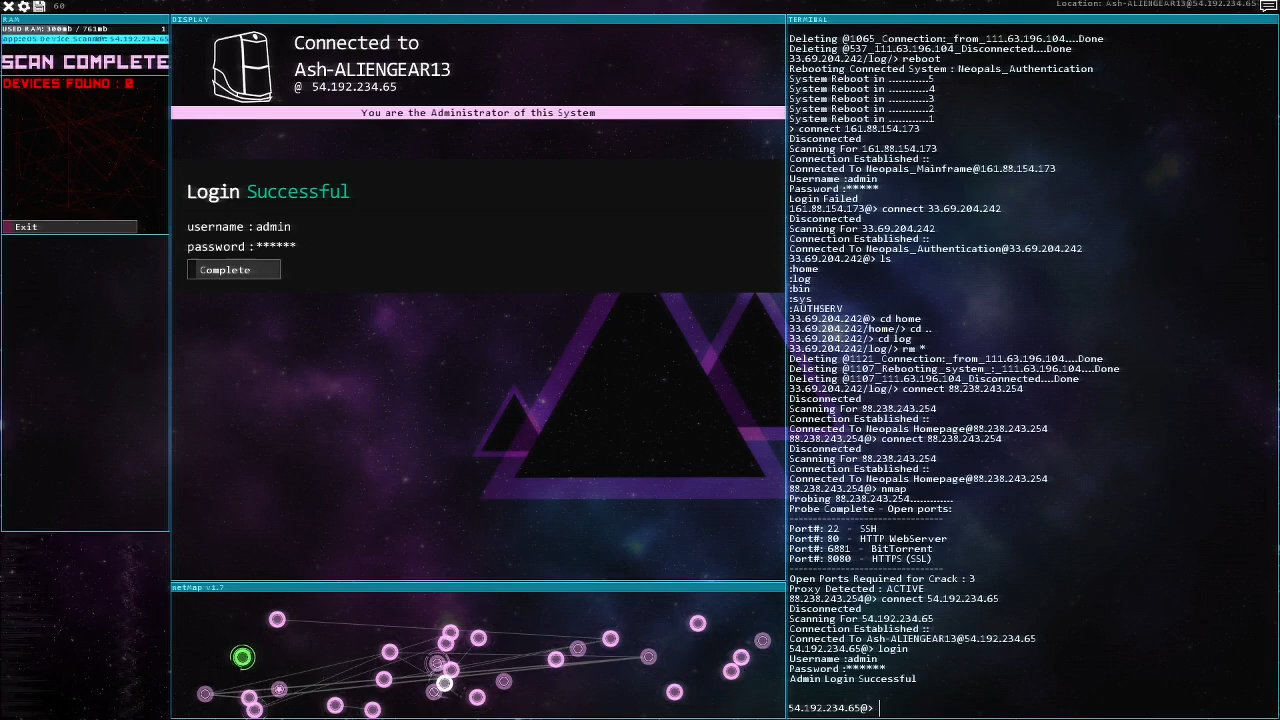 60
Location: Ash-ALIENGEAR13@54.192.234.65
RAM
USED RAM: 300mb / 761mb 1
SCAN COMPLETE
DEVICES FOUND : 0
Exit
DISPLAY
Connected to
Ash-ALIENGEAR13
@ 54.192.234.65
You are the Administrator of this System
Login Successful
username : admin
password : ******
Complete
netMap v1.7
TERMINAL
Deleting @1065_Connection:_from_111.63.196.104....Done
Deleting @537_111.63.196.104_Disconnected....Done
33.69.204.242/log/> reboot
Rebooting Connected System : Neopals_Authentication
System Reboot in ............5
System Reboot in ............4
System Reboot in ............3
System Reboot in ............2
System Reboot in ............1
> connect 161.88.154.173
Disconnected
Scanning For 161.88.154.173
Connection Established ::
Connected To Neopals_Mainframe@161.88.154.173
Username :admin
Password :*****
Login Failed
161.88.154.173@> connect 33.69.204.242
Disconnected
Scanning For 33.69.204.242
Connection Established ::
Connected To Neopals_Authentication@33.69.204.242
33.69.204.242@> ls
:home
:log
:bin
:sys
:AUTHSERV
33.69.204.242@> cd home
33.69.204.242/home/> cd ..
33.69.204.242/> cd log
33.69.204.242/log/> rm *
Deleting @1121_Connection:_from_111.63.196.104....Done
Deleting @1107_Rebooting_system_:_111.63.196.104....Done
Deleting @1107_111.63.196.104_Disconnected....Done
33.69.204.242/log/> connect 88.238.243.254
Disconnected
Scanning For 88.238.243.254
Connection Established ::
Connected To Neopals Homepage@88.238.243.254
88.238.243.254@> connect 88.238.243.254
Disconnected
Scanning For 88.238.243.254
Connection Established ::
Connected To Neopals Homepage@88.238.243.254
88.238.243.254@> nmap
Probing 88.238.243.254.............
Probe Complete - Open ports:
---------------------------------
Port#: 22 - SSH
Port#: 80 - HTTP WebServer
Port#: 6881 - BitTorrent
Port#: 8080 - HTTPS (SSL)
---------------------------------
Open Ports Required for Crack : 3
Proxy Detected : ACTIVE
88.238.243.254@> connect 54.192.234.65
Disconnected
Scanning For 54.192.234.65
Connection Established ::
Connected To Ash-ALIENGEAR13@54.192.234.65
54.192.234.65@> login
Username :admin
Password :******
Admin Login Successful
54.192.234.65@>